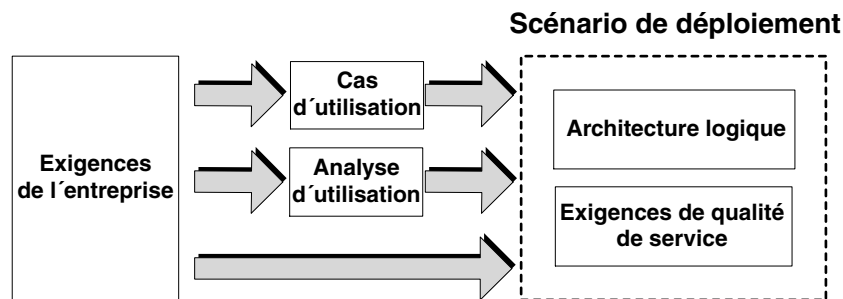 Scénario de déploiement
Exigences
de l´entreprise
Cas
d´utilisation
Analyse
d´utilisation
Architecture logique
Exigences de qualité
de service